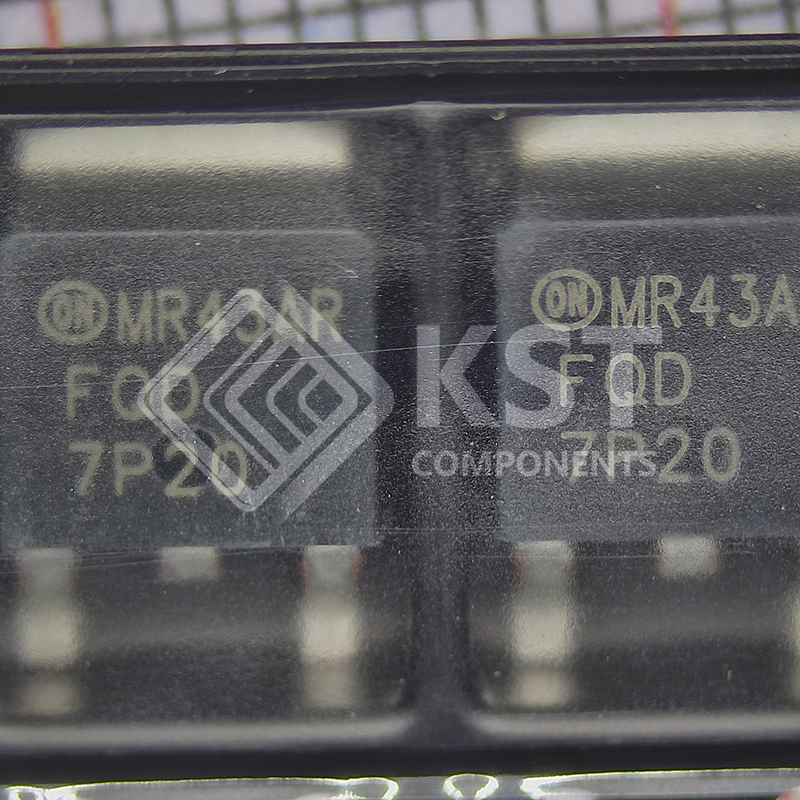 ON MR43AR
FQD
7P20
ON MR43A
FQD
7P20
KST
COMPONENTS